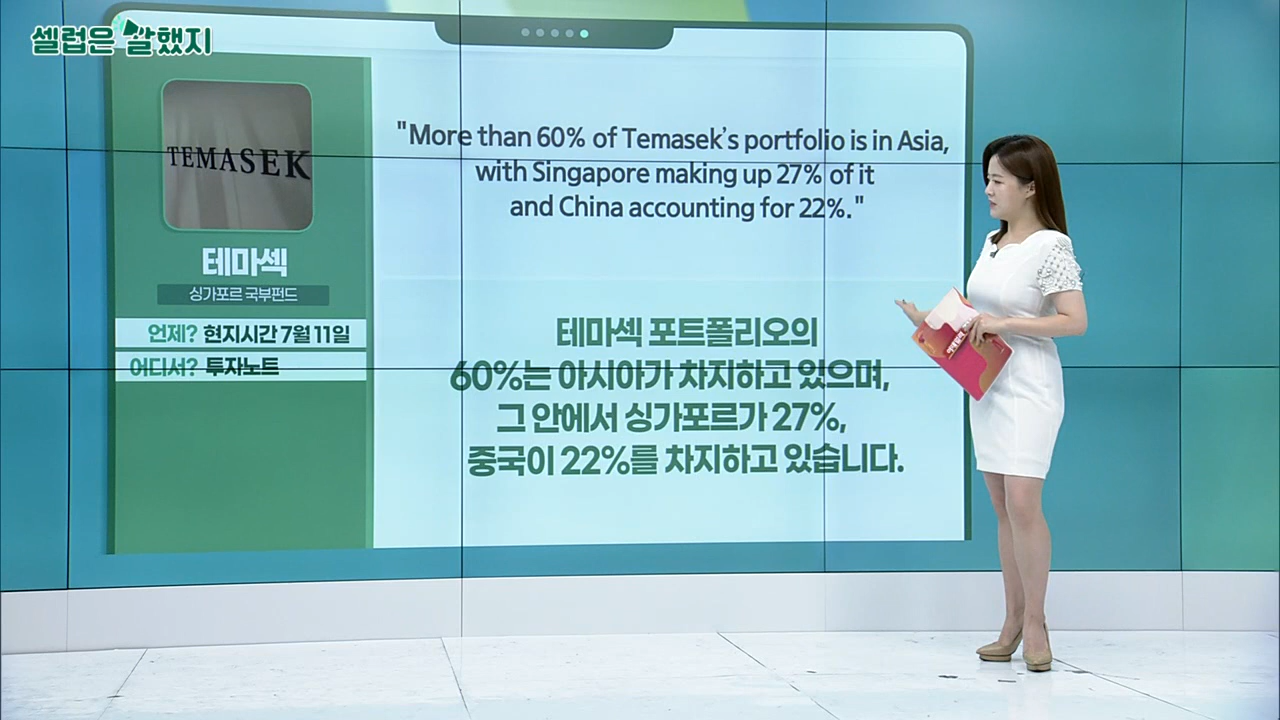 셀럽은 말했지
TEMASEK
테마섹
싱가포르 국부펀드
언제? 현지시간 7월 11일
어디서? 투자노트
"More than 60% of Temasek's portfolio is in Asia,
with Singapore making up 27% of it
and China accounting for 22%."
테마섹 포트폴리오의
60%는 아시아가 차지하고 있으며,
그 안에서 싱가포르가 27%,
중국이 22%를 차지하고 있습니다.